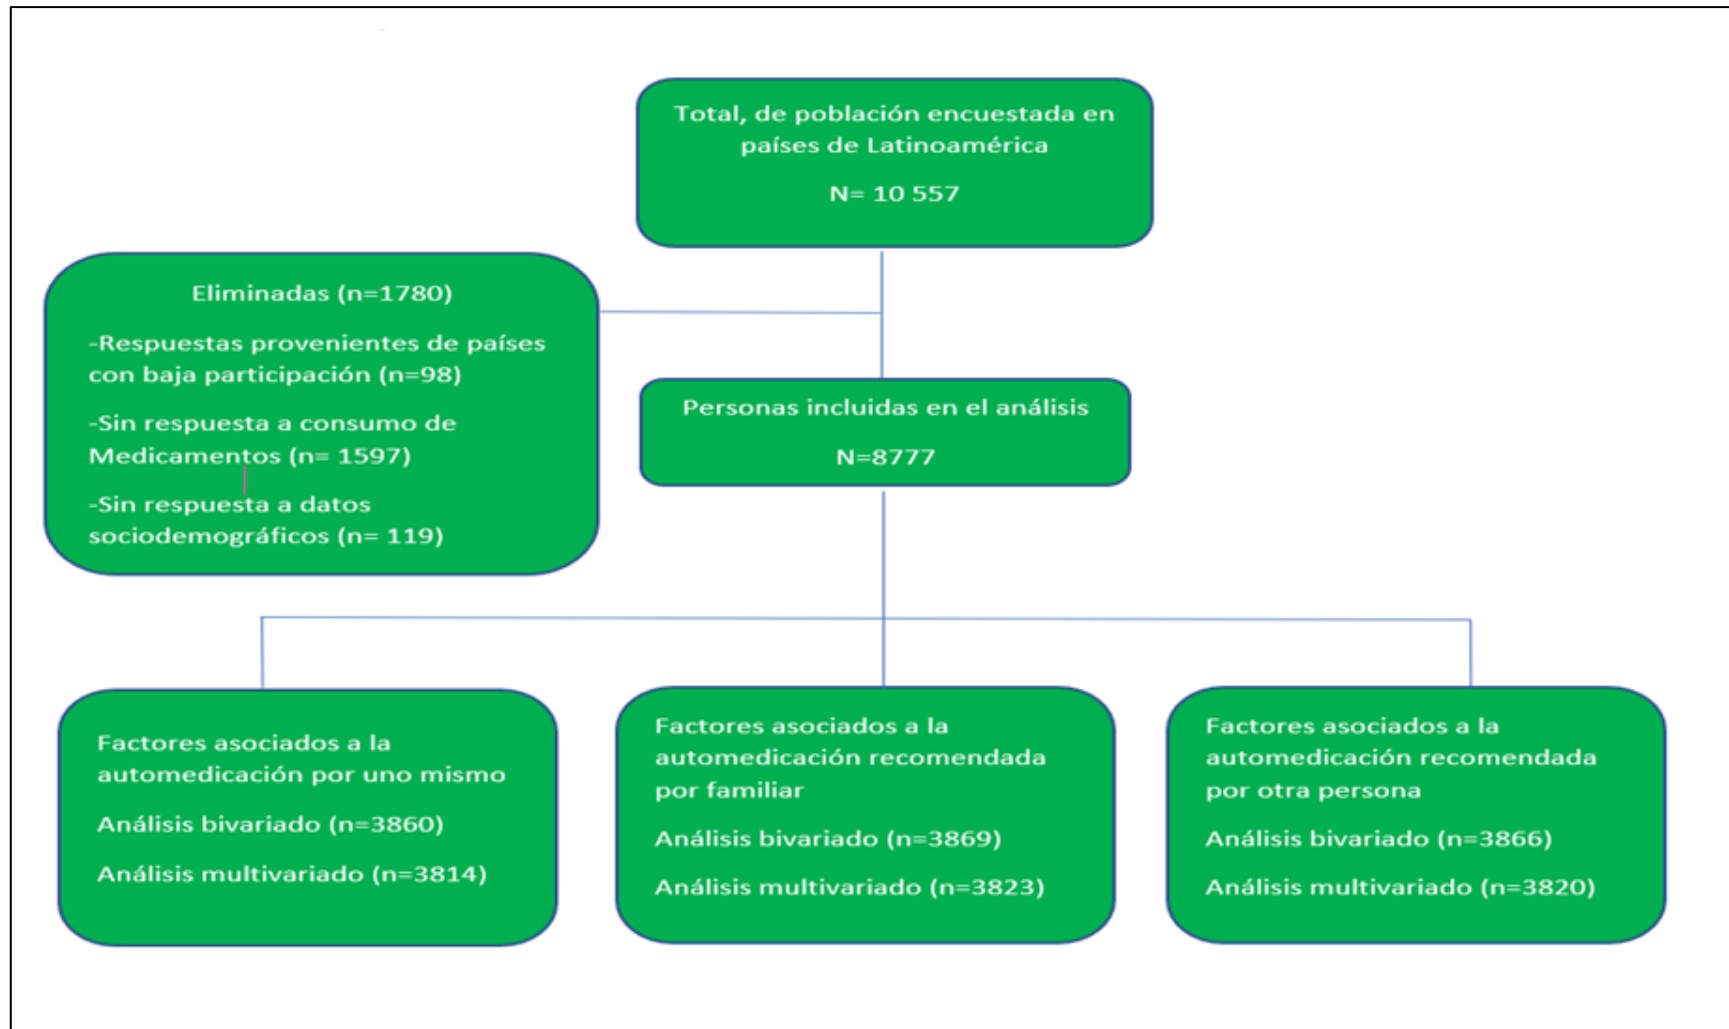 Total, de población encuestada en
países de Latinoamérica
N= 10 557
Eliminadas (n=1780)
-Respuestas provenientes de países
con baja participación (n=98)
-Sin respuesta a consumo de
Medicamentos (n= 1597)
-Sin respuesta a datos
sociodemográficos (n= 119)
Personas incluidas en el análisis
N=8777
Factores asociados a la
automedicación por uno mismo
Análisis bivariado (n=3860)
Análisis multivariado (n=3814)
Factores asociados a la
automedicación recomendada
por familiar
Análisis bivariado (n=3869)
Análisis multivariado (n=3823)
Factores asociados a la
automedicación recomendada
por otra persona
Análisis bivariado (n=3866)
Análisis multivariado (n=3820)